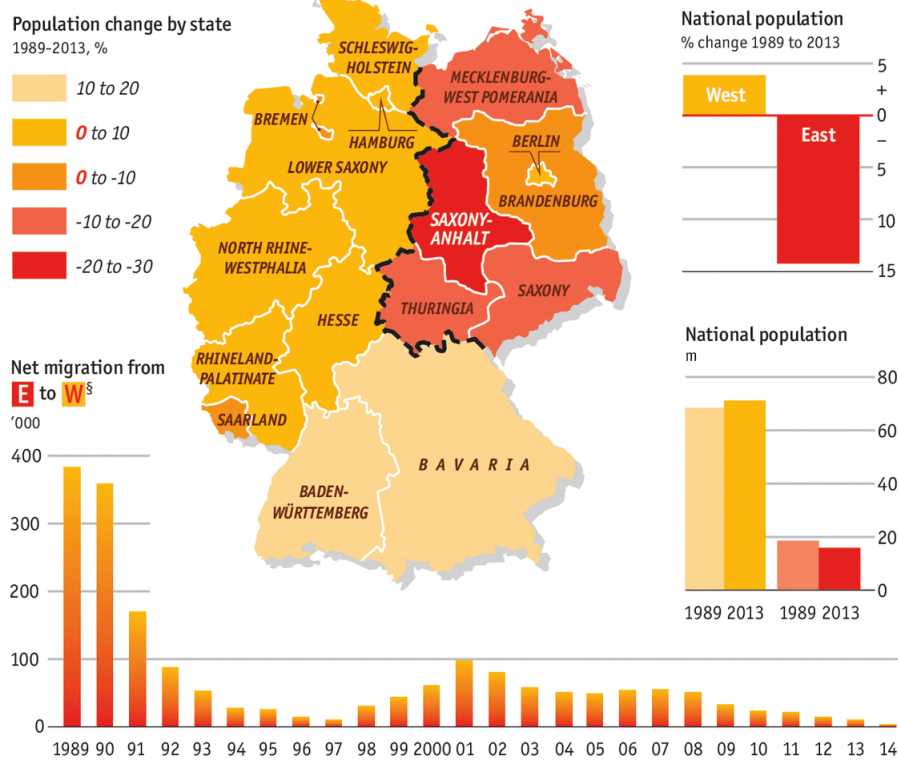 Population change by state
1989-2013, %
10 to 20
0 to 10
0 to -10
-10 to -20
-20 to -30
SCHLESWIG-
HOLSTEIN
MECKLENBURG-
WEST POMERANIA
BREMEN
HAMBURG
BERLIN
LOWER SAXONY
BRANDENBURG
SAXONY-
ANHALT
NORTH RHINE-
WESTPHALIA
SAXONY
THURINGIA
HESSE
RHINELAND-
PALATINATE
SAARLAND
BAVARIA
BADEN-
WÜRTTEMBERG
National population
% change 1989 to 2013
5
+
0
–
5
10
15
West
East
National population
m
80
60
40
20
0
1989 2013 1989 2013
Net migration from
E to W§
’000
400
300
200
100
0
1989 90 91 92 93 94 95 96 97 98 99 2000 01 02 03 04 05 06 07 08 09 10 11 12 13 14